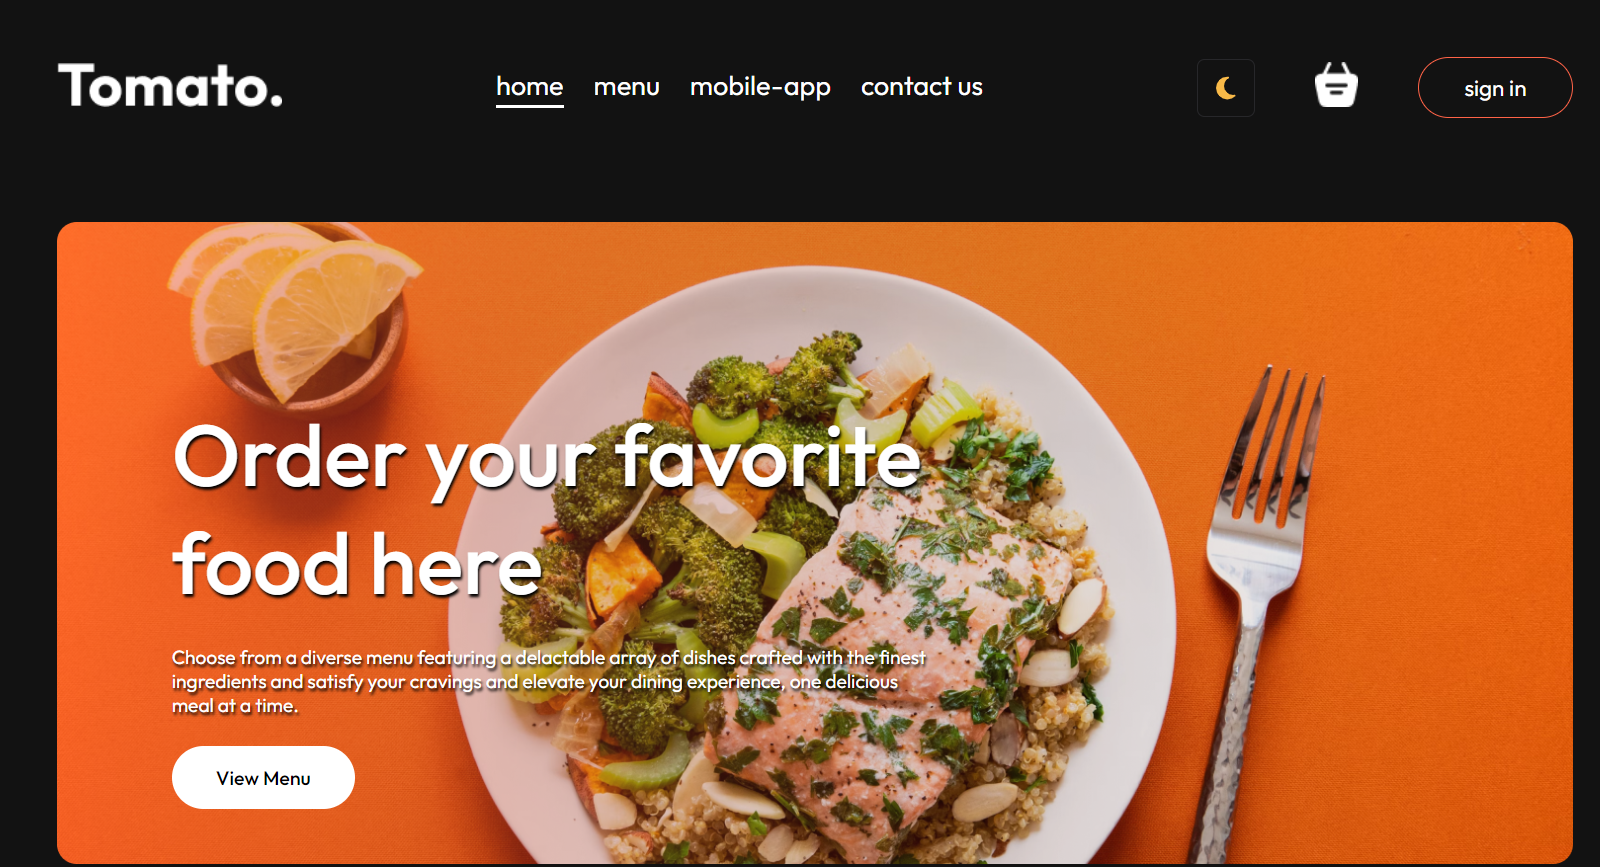 Tomato.
home menu mobile-app contact us
sign in
Order your favorite
food here
Choose from a diverse menu featuring a delactable array of dishes crafted with the finest
ingredients and satisfy your cravings and elevate your dining experience, one delicious
meal at a time.
View Menu